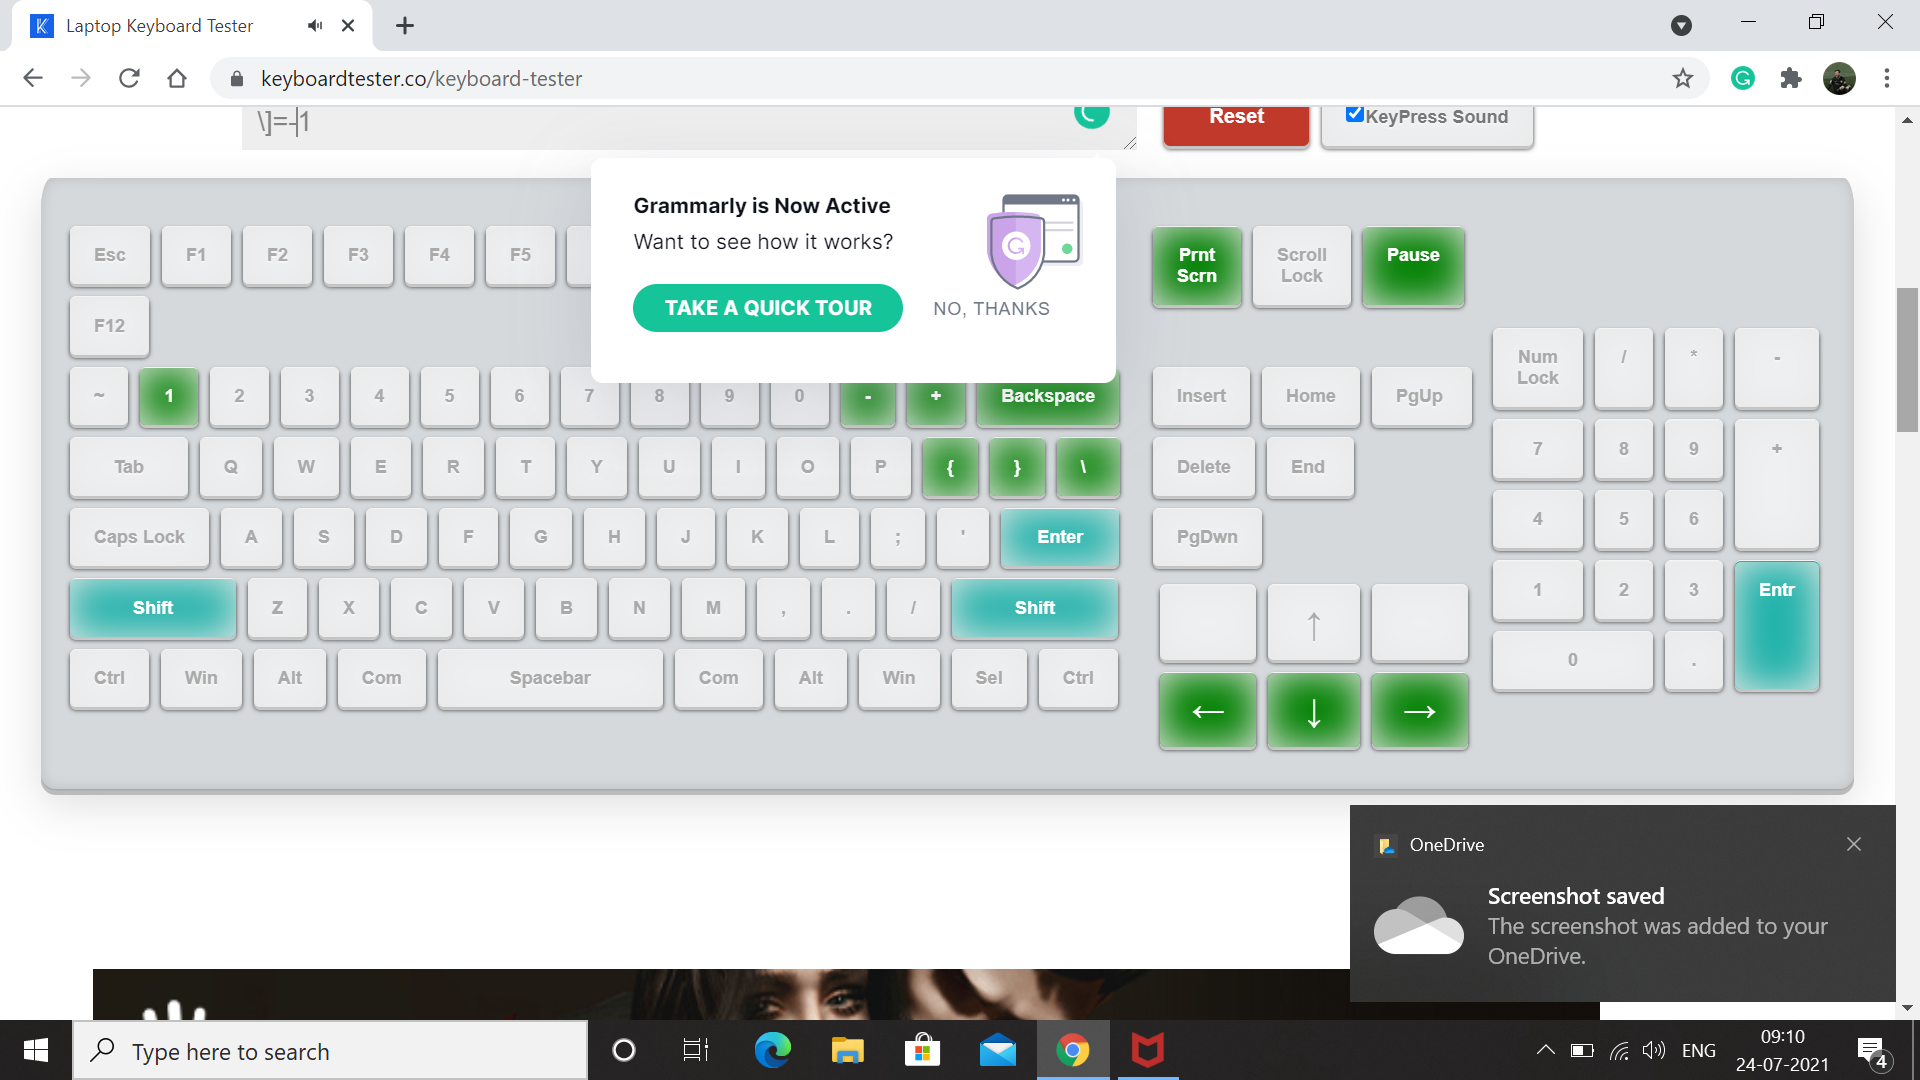 Laptop Keyboard Tester
keyboardtester.co/keyboard-tester
\]=-1
Reset
KeyPress Sound
Grammarly is Now Active
Want to see how it works?
TAKE A QUICK TOUR
NO, THANKS
Esc F1 F2 F3 F4 F5
Prnt Scrn
Scroll Lock
Pause
F12
~ 1 2 3 4 5 6 7 8 9 0 - + Backspace
Insert Home PgUp
Num Lock / * -
Tab Q W E R T Y U I O P { } \
Delete End
7 8 9 +
Caps Lock A S D F G H J K L ; ' Enter
PgDwn
4 5 6
Shift Z X C V B N M , . / Shift
↑
1 2 3 Entr
Ctrl Win Alt Com Spacebar Com Alt Win Sel Ctrl
← ↓ →
0 .
OneDrive
Screenshot saved
The screenshot was added to your
OneDrive.
Type here to search
ENG
09:10
24-07-2021
4